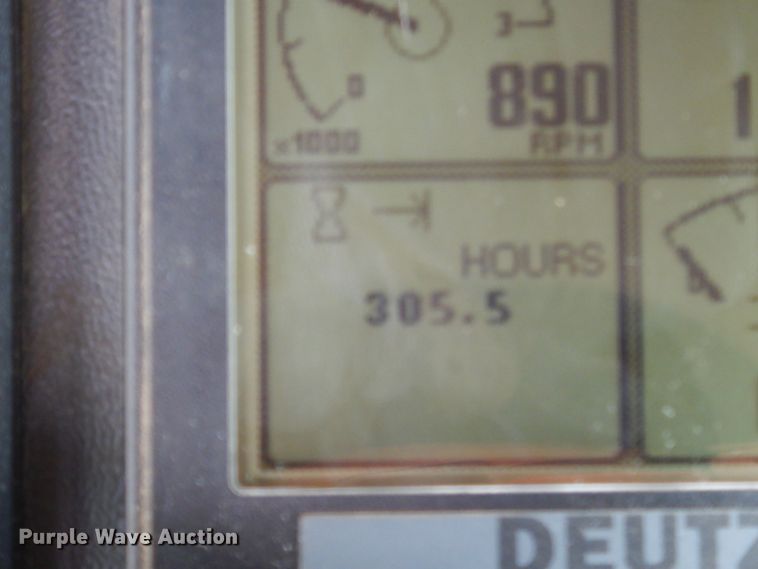 3
0
890
x1000
RPM
1
HOURS
305.5
DEUTZ
Purple Wave Auction